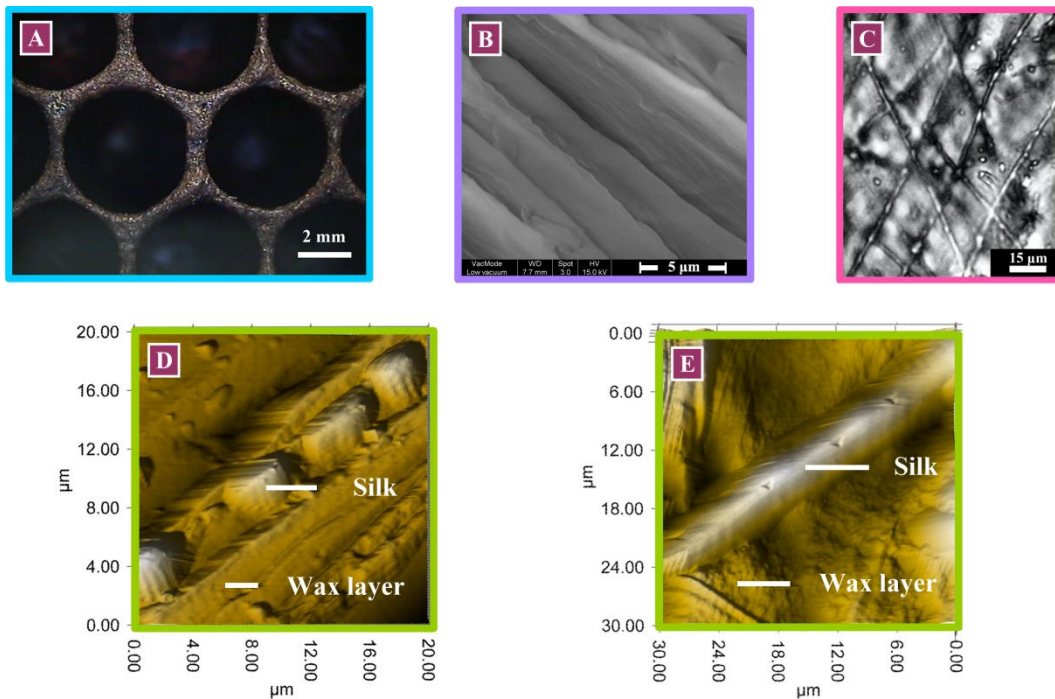 A
2 mm
B
VacMode WD Spot HV
Low vacuum 7.7 mm 3.0 15.0 kV
5 µm
C
15 µm
D
20.00
16.00
12.00
8.00
4.00
0.00
µm
Silk
Wax layer
0.00 4.00 8.00 12.00 16.00 20.00
µm
E
0.00
6.00
12.00
18.00
24.00
30.00
µm
Silk
Wax layer
30.00 24.00 18.00 12.00 6.00 0.00
µm